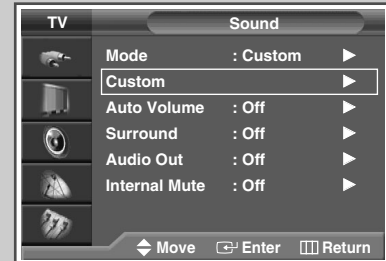 TV Sound
Mode : Custom
Custom
Auto Volume : Off
Surround : Off
Audio Out : Off
Internal Mute : Off
Move Enter Return